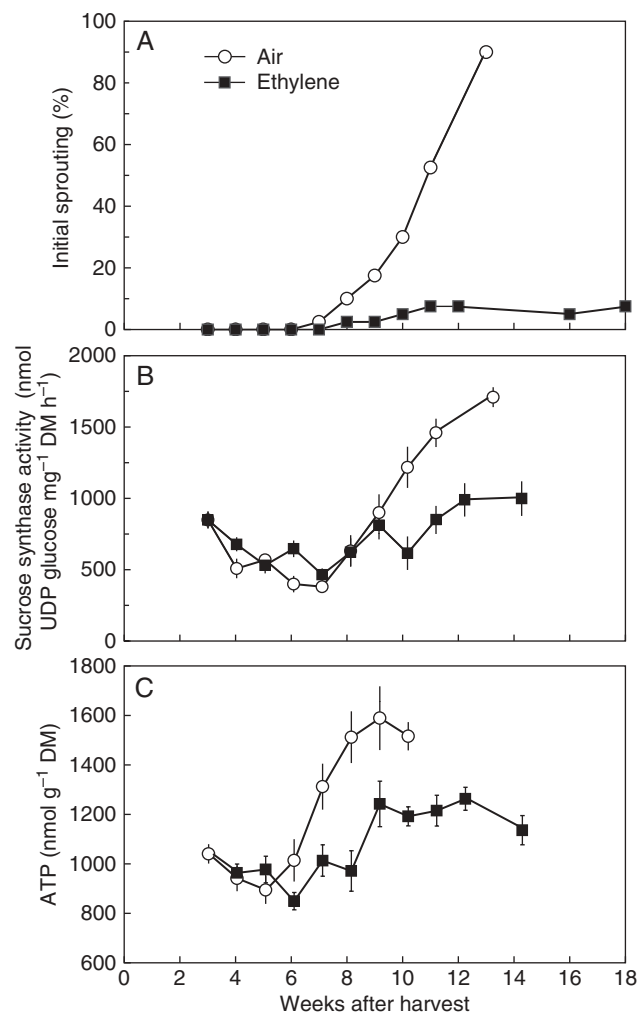 A
Air
Ethylene
Initial sprouting (%)
100
80
60
40
20
0
B
Sucrose synthase activity (nmol
UDP glucose mg⁻¹ DM h⁻¹)
2000
1500
1000
500
0
C
ATP (nmol g⁻¹ DM)
1800
1600
1400
1200
1000
800
600
0 2 4 6 8 10 12 14 16 18
Weeks after harvest